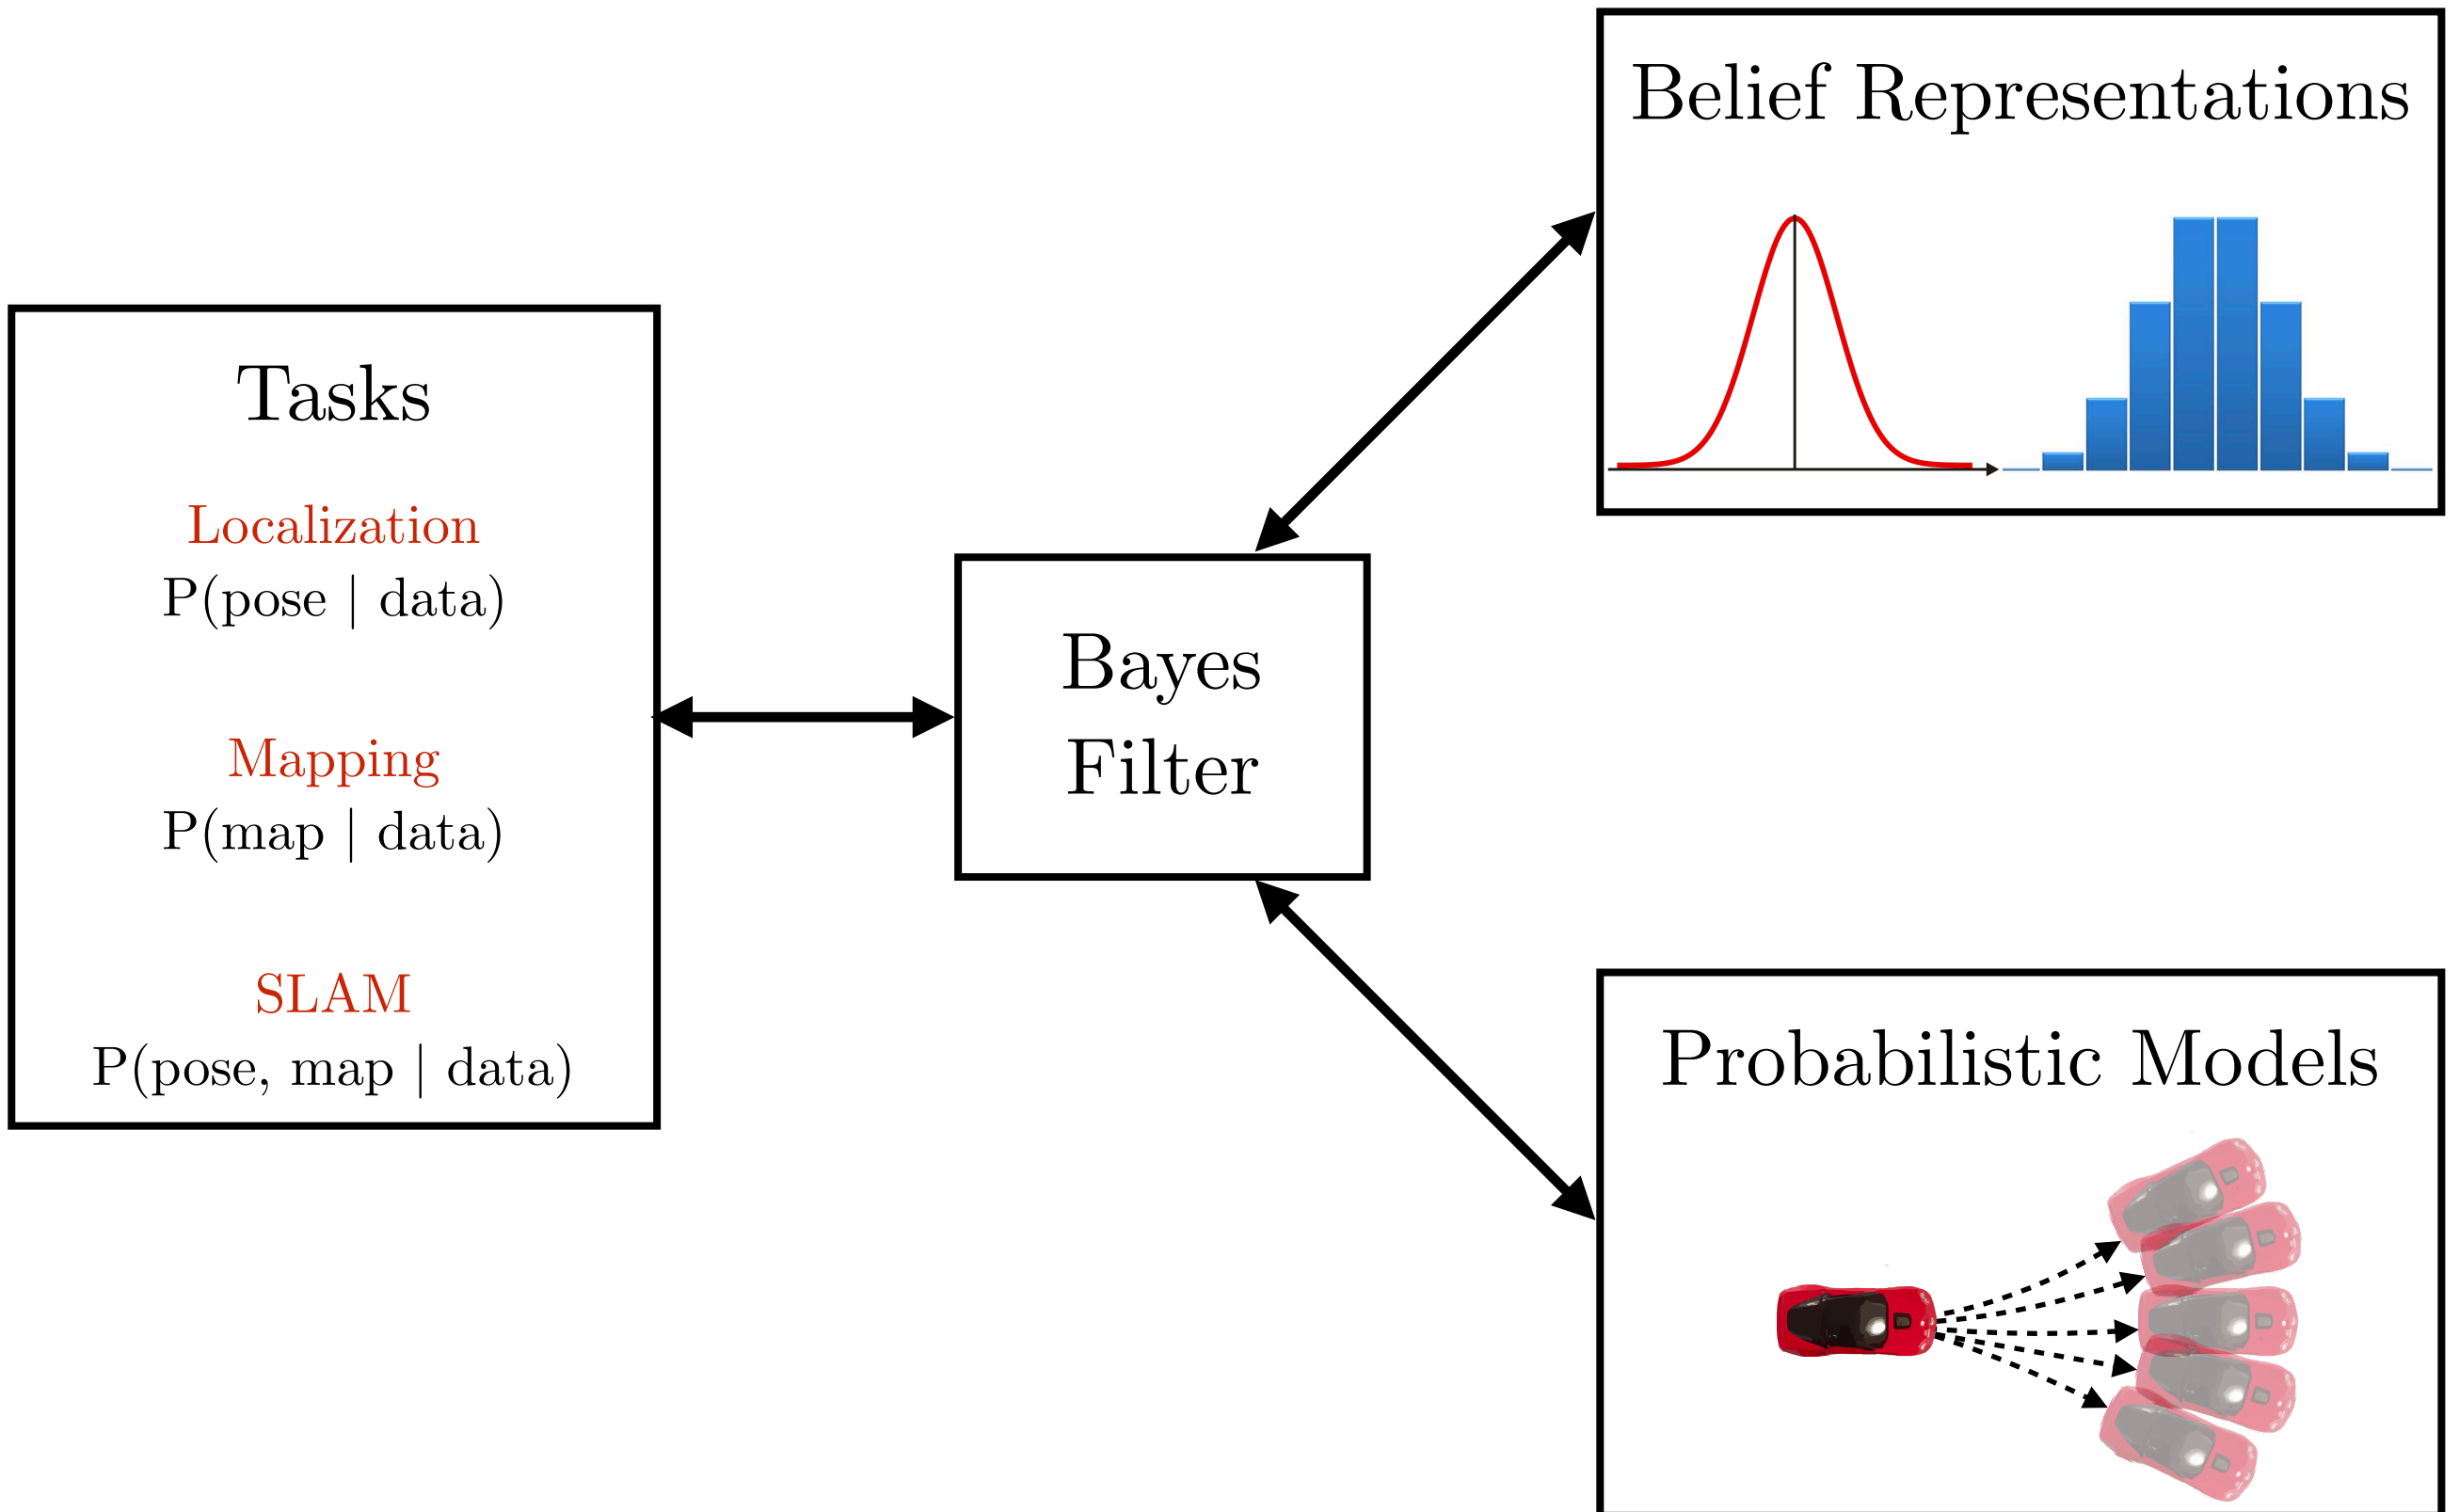 Belief Representations
Tasks
Localization
P(pose | data)
Mapping
P(map | data)
SLAM
P(pose, map | data)
Bayes
Filter
Probabilistic Models